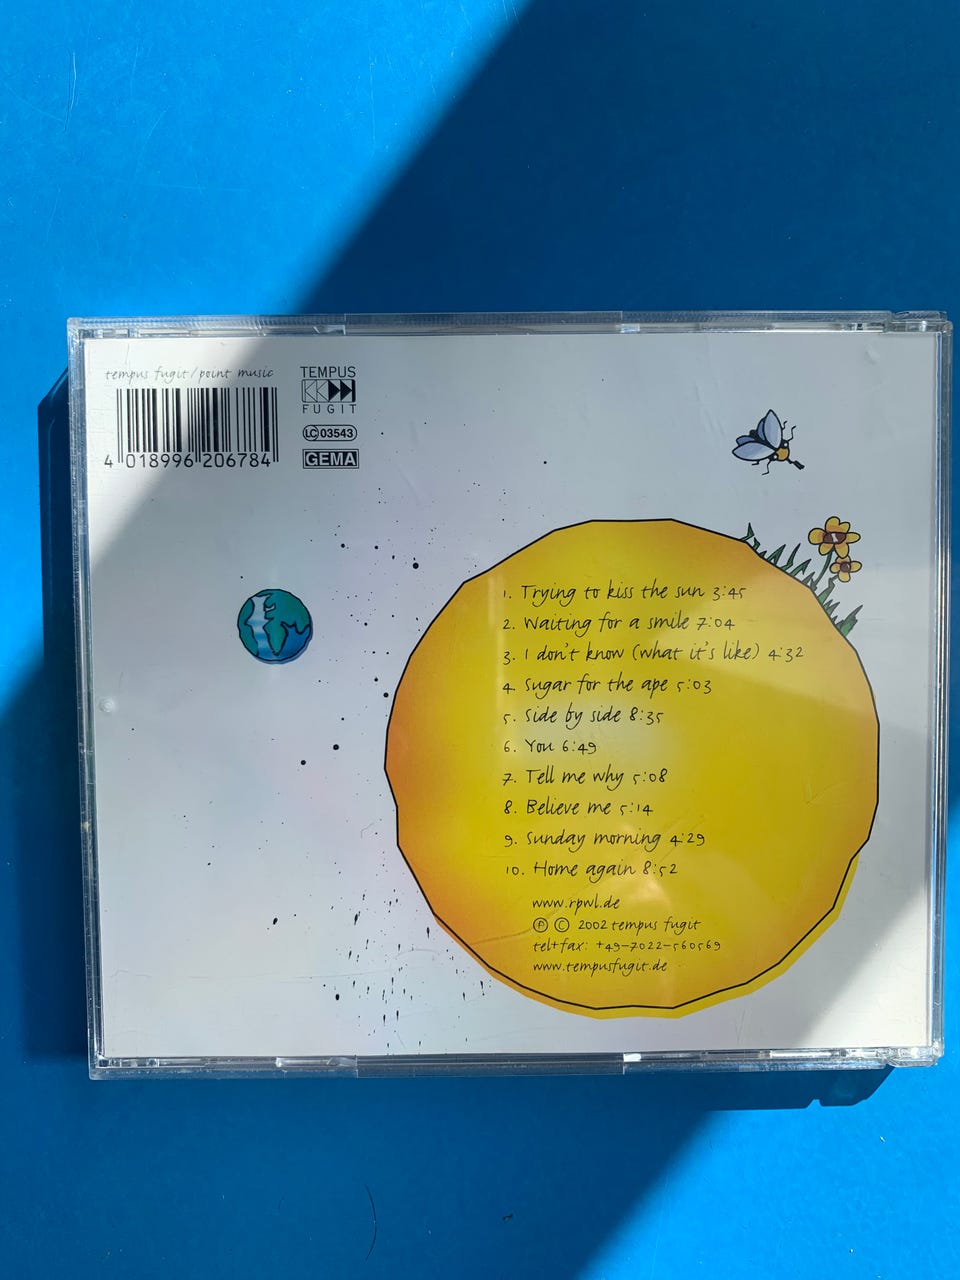 tempus fugit/point music
4 018996 206784
TEMPUS
FUGIT
LC 03543
GEMA
1. Trying to kiss the sun 3:45
2. Waiting for a smile 7:04
3. I don't know (what it's like) 4:32
4. Sugar for the ape 5:03
5. Side by side 8:35
6. You 6:49
7. Tell me why 5:08
8. Believe me 5:14
9. Sunday morning 4:29
10. Home again 8:52
www.rpwl.de
Ⓟ © 2002 tempus fugit
tel+fax: +49-7022-560569
www.tempusfugit.de